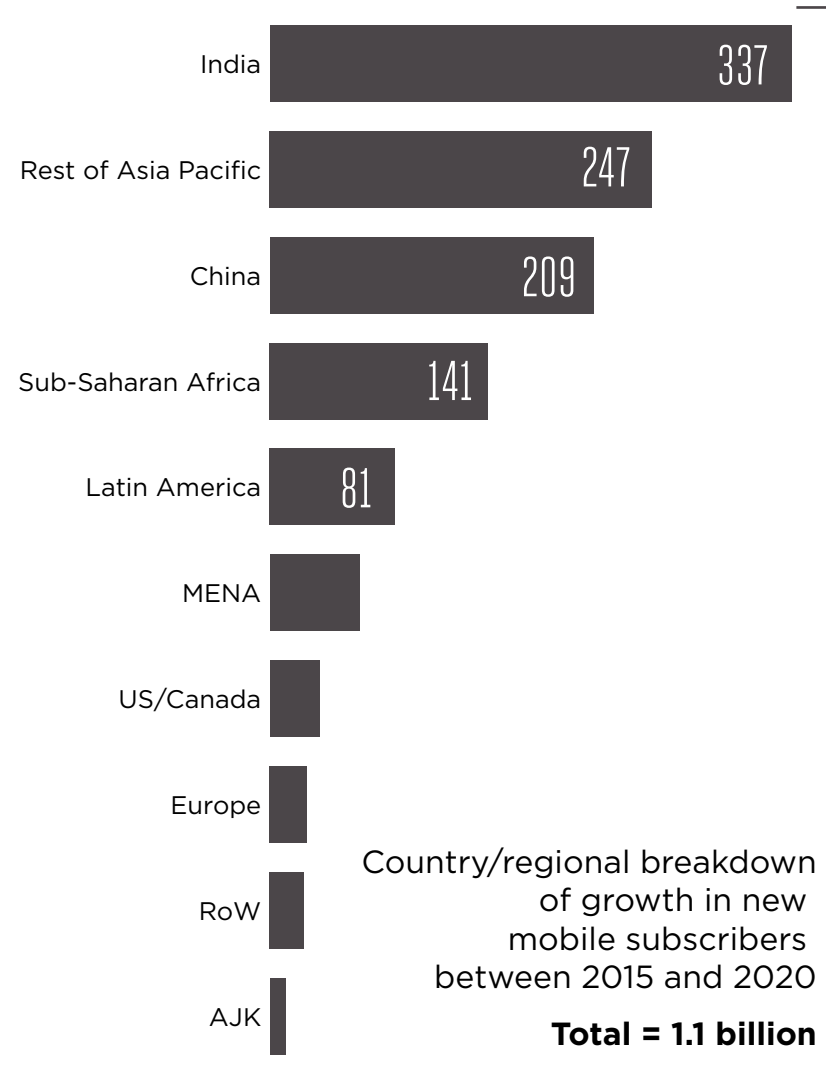 India 337
Rest of Asia Pacific 247
China 209
Sub-Saharan Africa 141
Latin America 81
MENA
US/Canada
Europe
RoW
AJK
Country/regional breakdown
of growth in new
mobile subscribers
between 2015 and 2020
Total = 1.1 billion